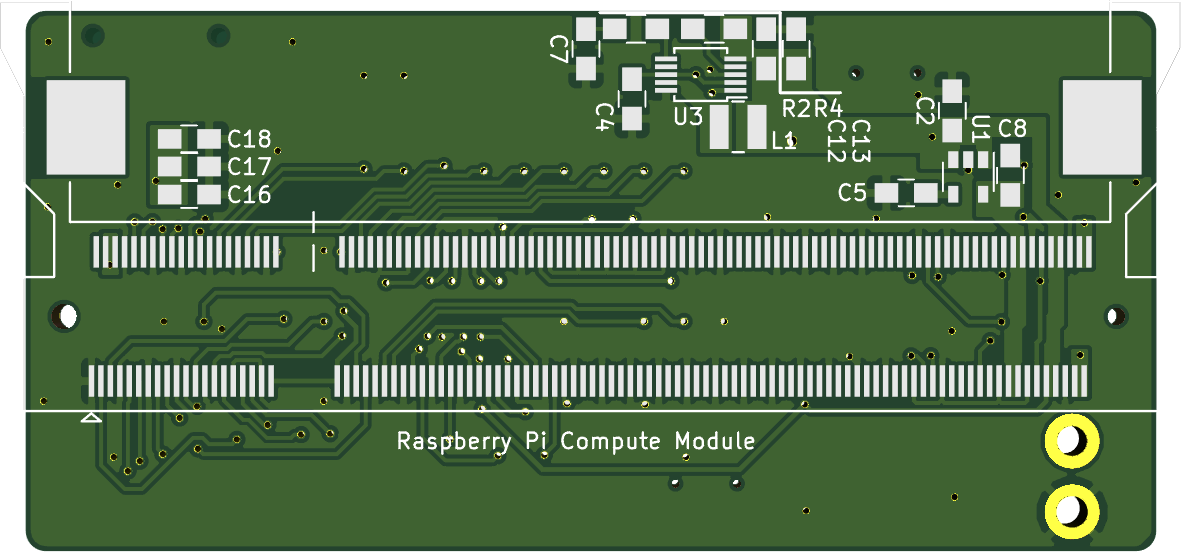 C7
C4
U3
R2R4
L1
C12
C13
C2
U1
C8
C18
C17
C16
C5
Raspberry Pi Compute Module